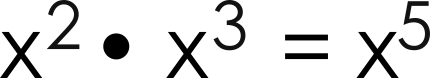 x² • x³ = x⁵